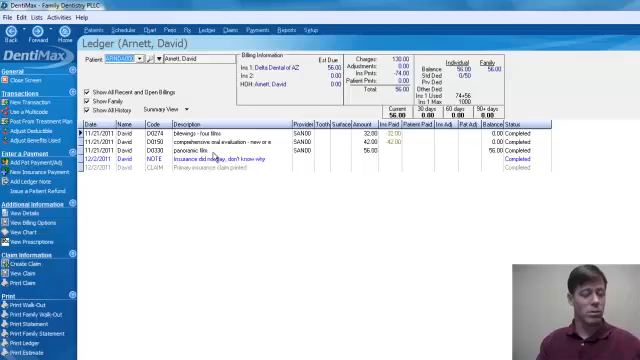 DentiMax - Family Dentistry PLLC
File Edit Lists Activities Help
Back Forward Home
Patients Scheduler Chart Perio Rx Ledger Claims Payments Reports Setup
DentiMax
Ledger (Arnett, David)
Patient Arnett, David
Billing Information
Est Due
Ins 1: Delta Dental of AZ 56.00
Ins 2: 0.00
HOH: Arnett, David 0.00
Charges: 130.00
Adjustments: 0.00
Ins Pmts: -74.00
Patient Pmts: 0.00
Total: 56.00
Individual Family
Balance 56.00 56.00
Std Ded 0/50
Prv Ded
Ins 1 Used 74+56
Ins 1 Max 1000
Current 30 days 60 days 90+ days
56.00 0.00 0.00 0.00
Show All Recent and Open Billings
Show Family
Show All History Summary View
Date Name Code Description Provider Tooth Surface Amount Ins Paid Patient Paid Ins Adj Pat Adj Balance Status
11/21/2011 David D0274 bitewings - four films SAN00 32.00 32.00 0.00 Completed
11/21/2011 David D0150 comprehensive oral evaluation - new or e SAN00 42.00 42.00 0.00 Completed
11/21/2011 David D0330 panoramic film SAN00 56.00 56.00 Completed
12/2/2011 David NOTE Insurance did not pay, don't know why Completed
12/2/2011 David CLAIM Primary insurance claim printed Completed
General
Close Screen
Transactions
New Transaction
Use a Multicode
Post From Treatment Plan
Adjust Deductible
Adjust Benefits Used
Enter a Payment
Add Pat Payment/Adj
New Insurance Payment
Add Ledger Note
Issue a Patient Refund
Additional Information
View Details
View Billing Options
View Chart
View Prescriptions
Claim Information
Create Claim
View Claim
Print
Print Walk-Out
Print Family Walk-Out
Print Statement
Print Family Statement
Print Ledger
Print Estimate